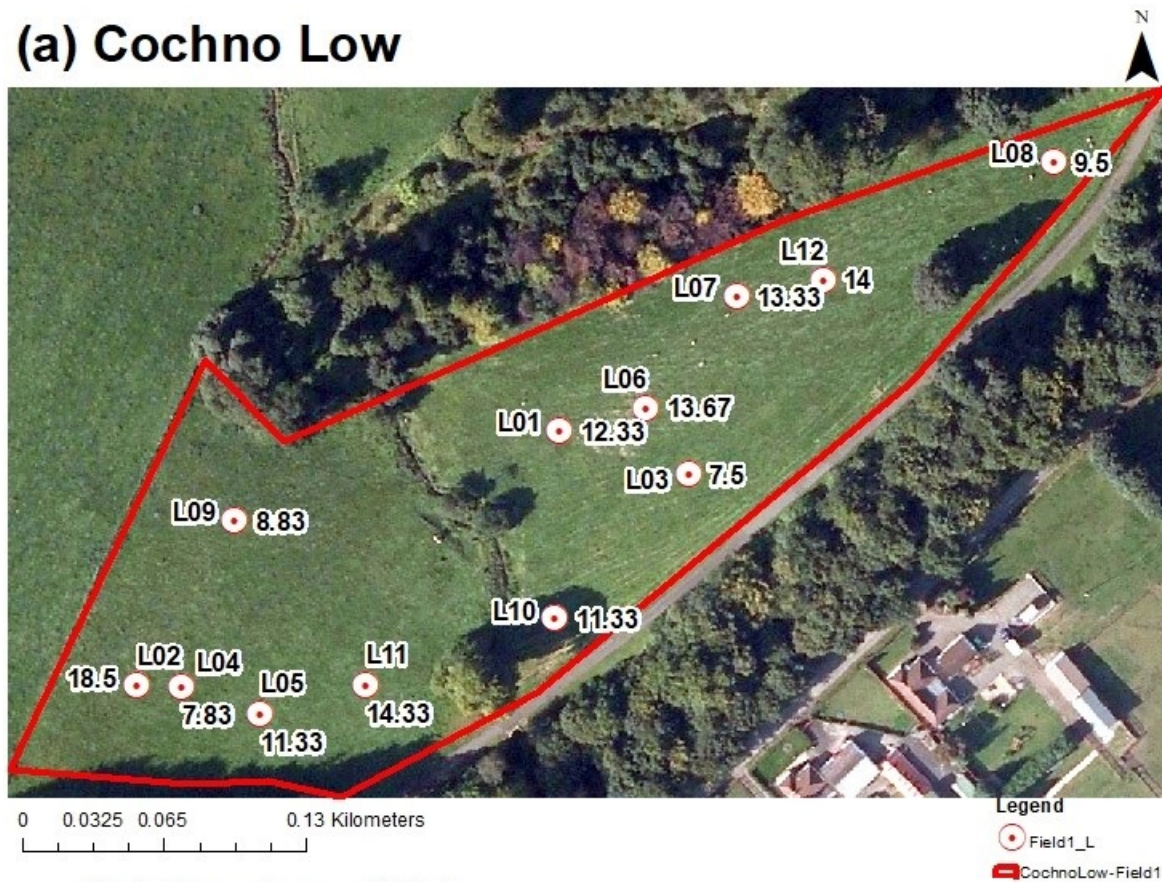 (a) Cochno Low
N
L08 9.5
L12 14
L07 13.33
L06 13.67
L01 12.33
L03 7.5
L09 8.83
L10 11.33
L02 18.5
L04 7.83
L05 11.33
L11 14.33
0 0.0325 0.065 0.13 Kilometers
Legend
Field1_L
CochnoLow-Field1